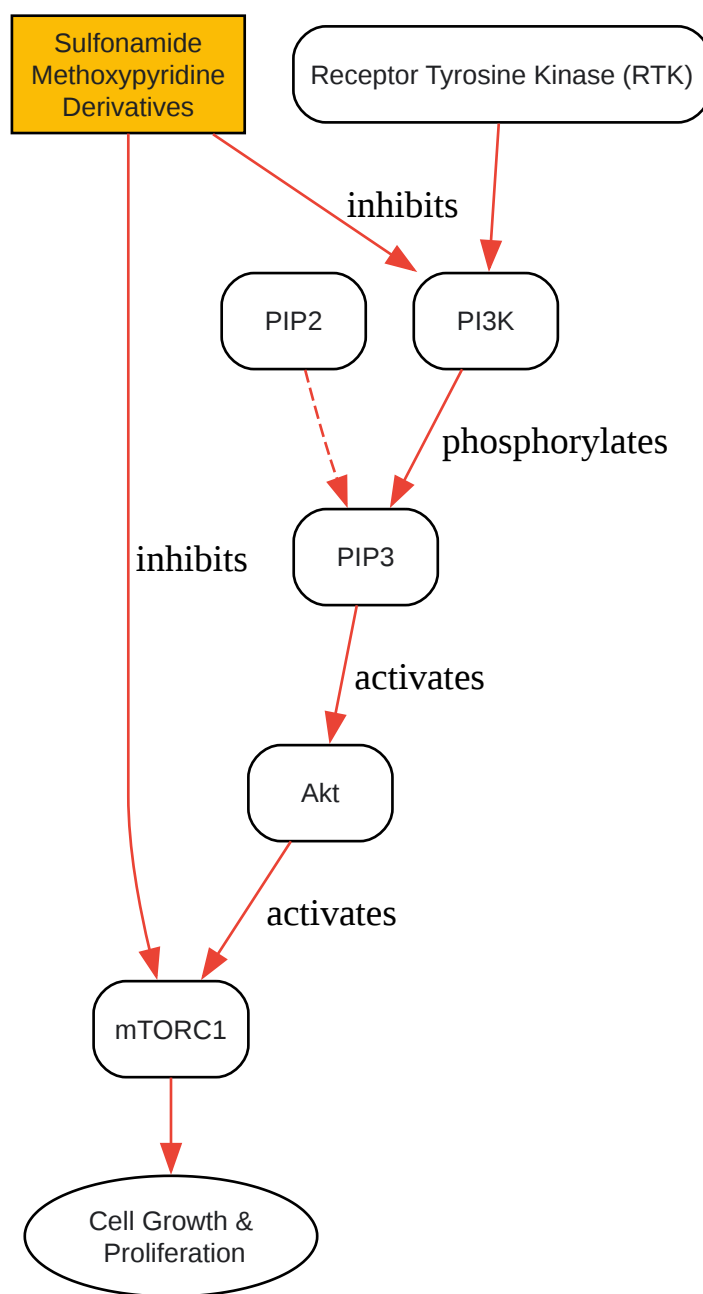 Sulfonamide
Methoxypyridine
Derivatives
Receptor Tyrosine Kinase (RTK)
inhibits
PIP2
PI3K
phosphorylates
PIP3
inhibits
activates
Akt
activates
mTORC1
Cell Growth &
Proliferation